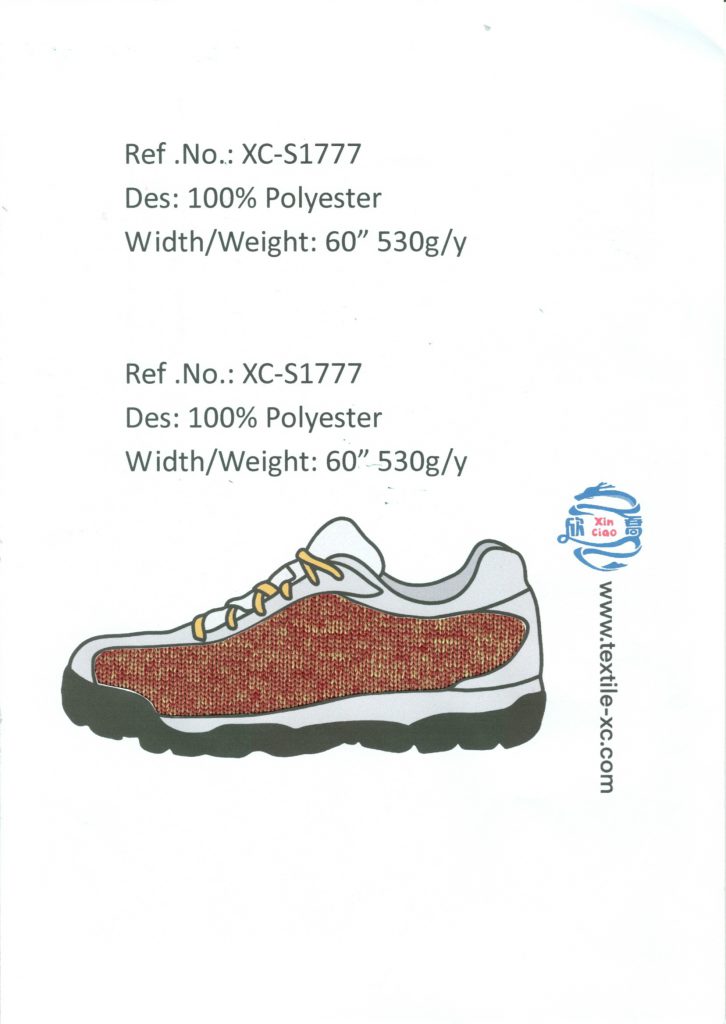 Ref .No.: XC-S1777
Des: 100% Polyester
Width/Weight: 60” 530g/y
Ref .No.: XC-S1777
Des: 100% Polyester
Width/Weight: 60” 530g/y
欣 Xin Ciao 喬
www.textile-xc.com